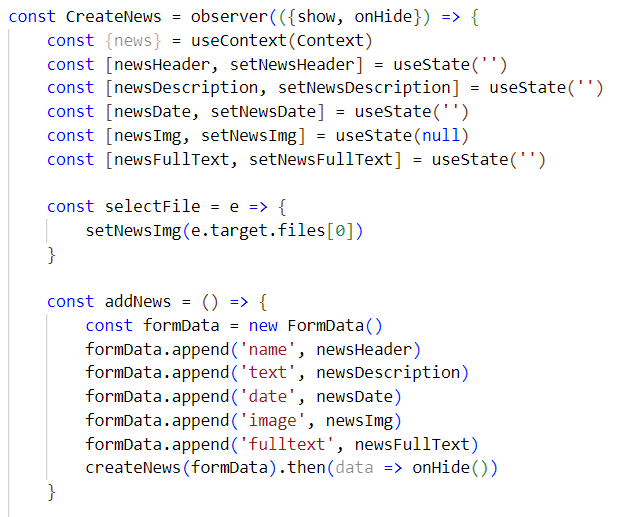 const CreateNews = observer(({show, onHide}) => {
    const {news} = useContext(Context)
    const [newsHeader, setNewsHeader] = useState('')
    const [newsDescription, setNewsDescription] = useState('')
    const [newsDate, setNewsDate] = useState('')
    const [newsImg, setNewsImg] = useState(null)
    const [newsFullText, setNewsFullText] = useState('')

    const selectFile = e => {
        setNewsImg(e.target.files[0])
    }

    const addNews = () => {
        const formData = new FormData()
        formData.append('name', newsHeader)
        formData.append('text', newsDescription)
        formData.append('date', newsDate)
        formData.append('image', newsImg)
        formData.append('fulltext', newsFullText)
        createNews(formData).then(data => onHide())
    }